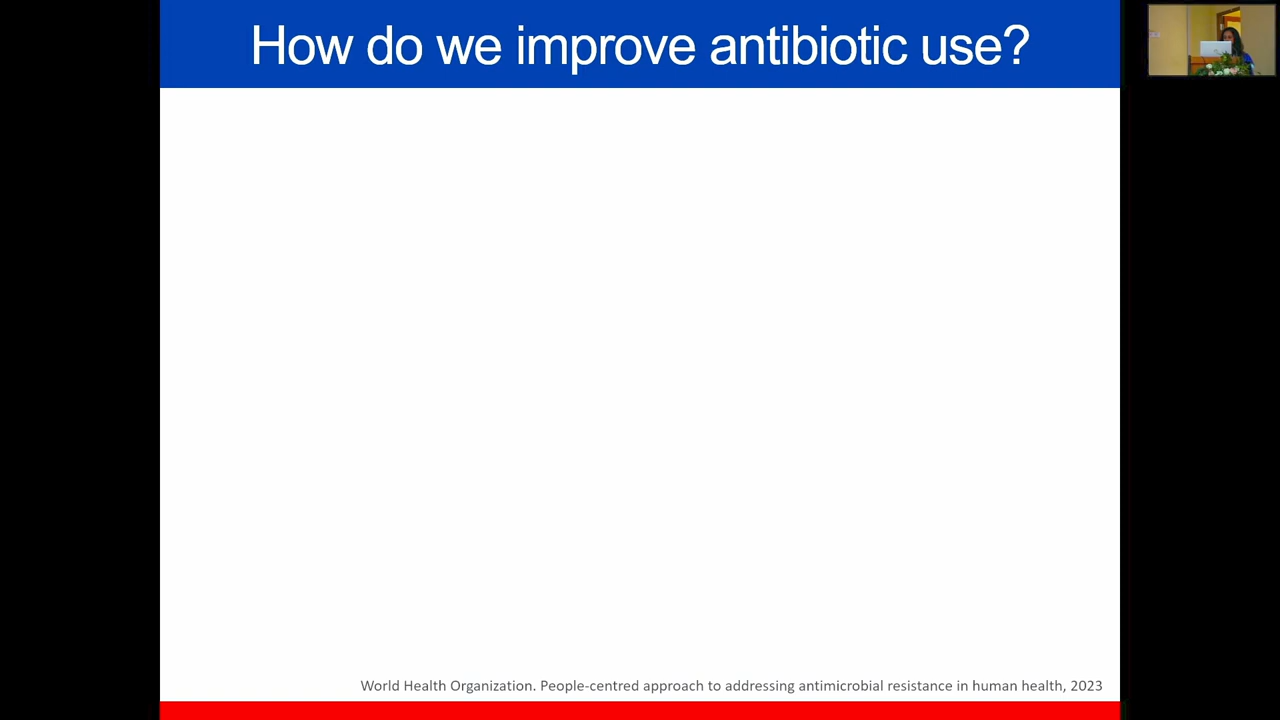 How do we improve antibiotic use?
World Health Organization. People-centred approach to addressing antimicrobial resistance in human health, 2023